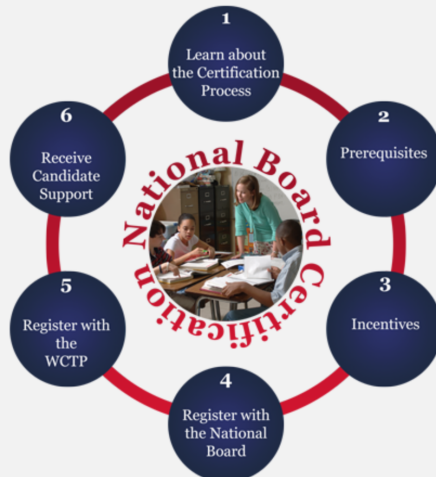 1
Learn about
the Certification
Process
2
Prerequisites
3
Incentives
4
Register with
the National
Board
5
Register with
the
WCTP
6
Receive
Candidate
Support
National Board Certification